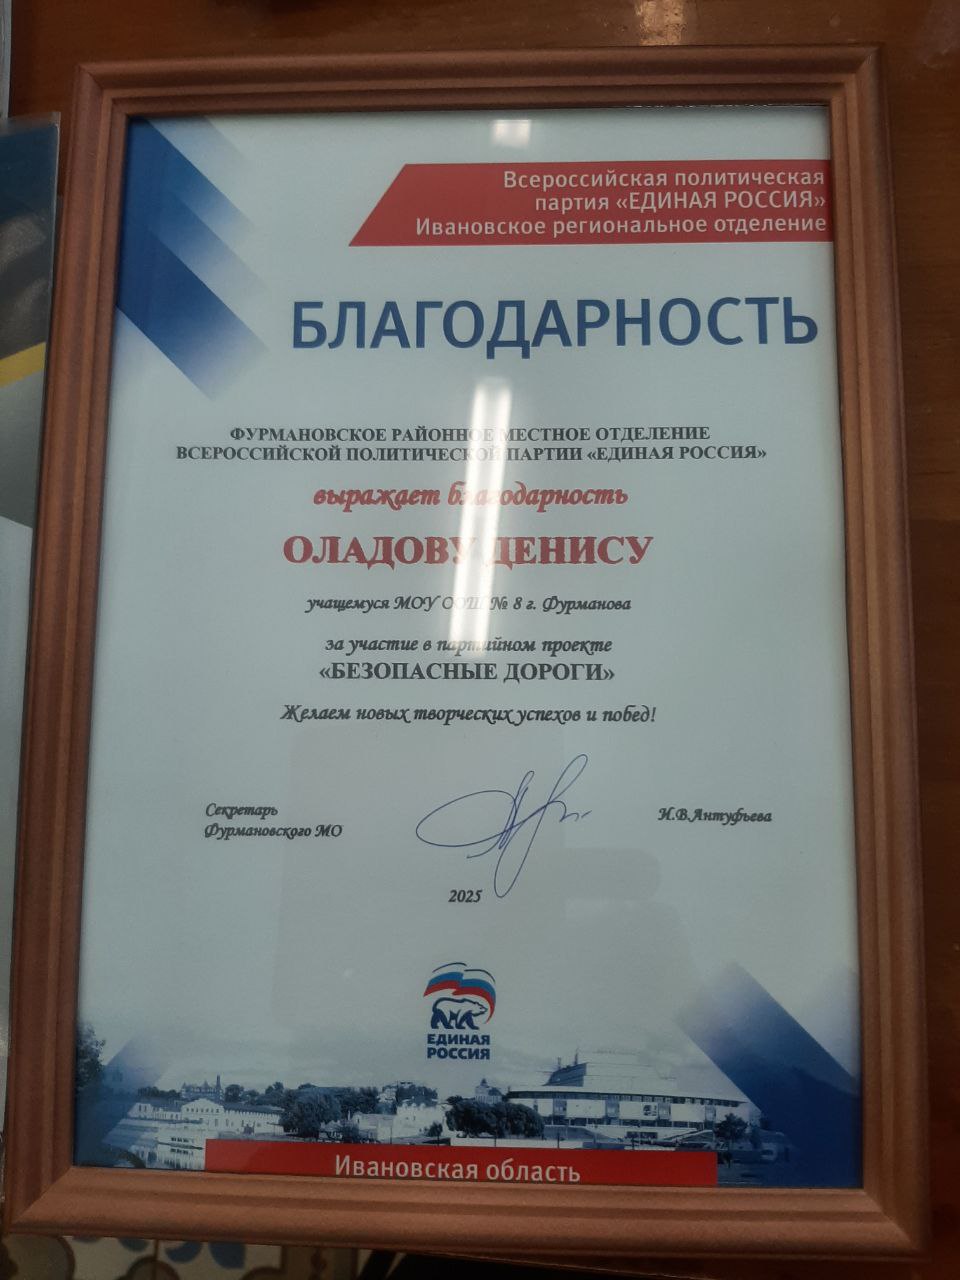 Всероссийская политическая
партия «ЕДИНАЯ РОССИЯ»
Ивановское региональное отделение
БЛАГОДАРНОСТЬ
ФУРМАНОВСКОЕ РАЙОННОЕ МЕСТНОЕ ОТДЕЛЕНИЕ
ВСЕРОССИЙСКОЙ ПОЛИТИЧЕСКОЙ ПАРТИИ «ЕДИНАЯ РОССИЯ»
выражает благодарность
ОЛАДОВУ ДЕНИСУ
учащемуся МОУ ООШ № 8 г. Фурманова
за участие в партийном проекте
«БЕЗОПАСНЫЕ ДОРОГИ»
Желаем новых творческих успехов и побед!
Секретарь
Фурмановского МО
Н.В.Антуфьева
2025
ЕДИНАЯ
РОССИЯ
Ивановская область